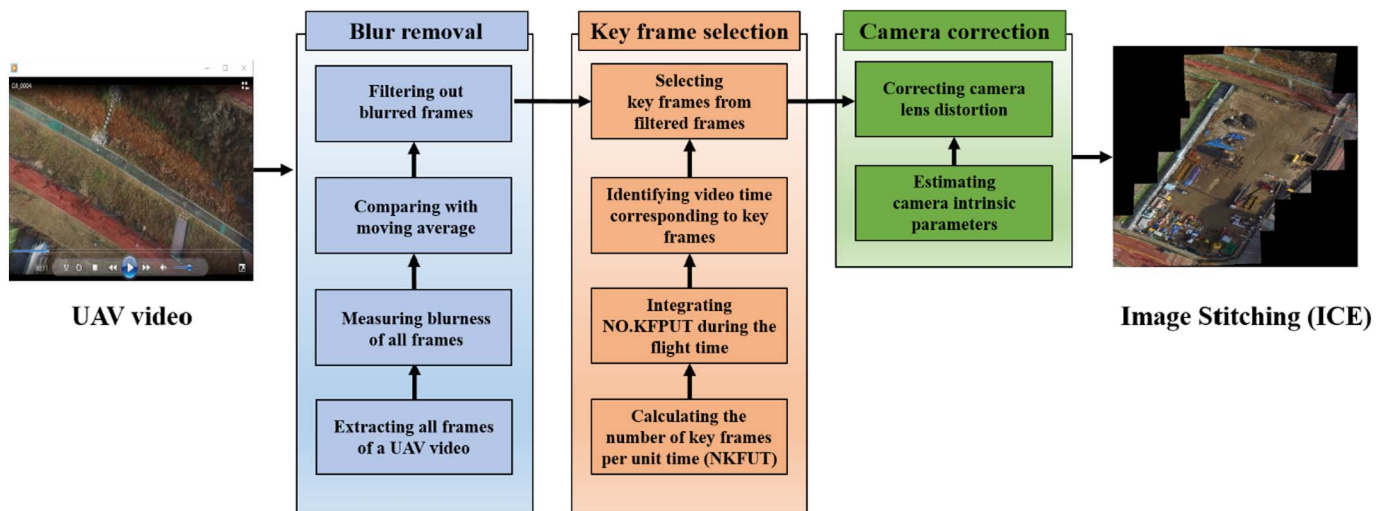 DJI_0004
00:11
UAV video
Blur removal
Filtering out
blurred frames
Comparing with
moving average
Measuring blurness
of all frames
Extracting all frames
of a UAV video
Key frame selection
Selecting
key frames from
filtered frames
Identifying video time
corresponding to key
frames
Integrating
NO.KFPUT during the
flight time
Calculating the
number of key frames
per unit time (NKFUT)
Camera correction
Correcting camera
lens distortion
Estimating
camera intrinsic
parameters
Image Stitching (ICE)